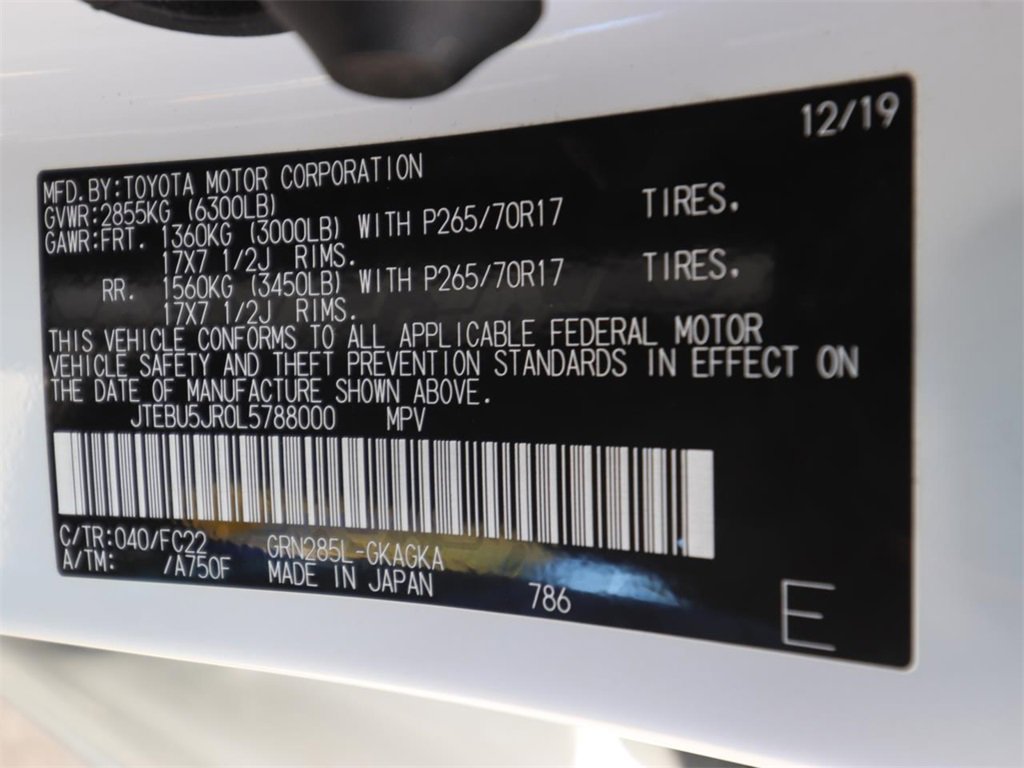 12/19
MFD.BY:TOYOTA MOTOR CORPORATION
GVWR:2855KG (6300LB)
GAWR:FRT. 1360KG (3000LB) WITH P265/70R17 TIRES.
17X7 1/2J RIMS.
RR. 1560KG (3450LB) WITH P265/70R17 TIRES.
17X7 1/2J RIMS.
THIS VEHICLE CONFORMS TO ALL APPLICABLE FEDERAL MOTOR
VEHICLE SAFETY AND THEFT PREVENTION STANDARDS IN EFFECT ON
THE DATE OF MANUFACTURE SHOWN ABOVE.
JTEBU5JR0L5788000 MPV
C/TR:040/FC22 GRN285L-GKAGKA
A/TM: /A750F MADE IN JAPAN 786
E